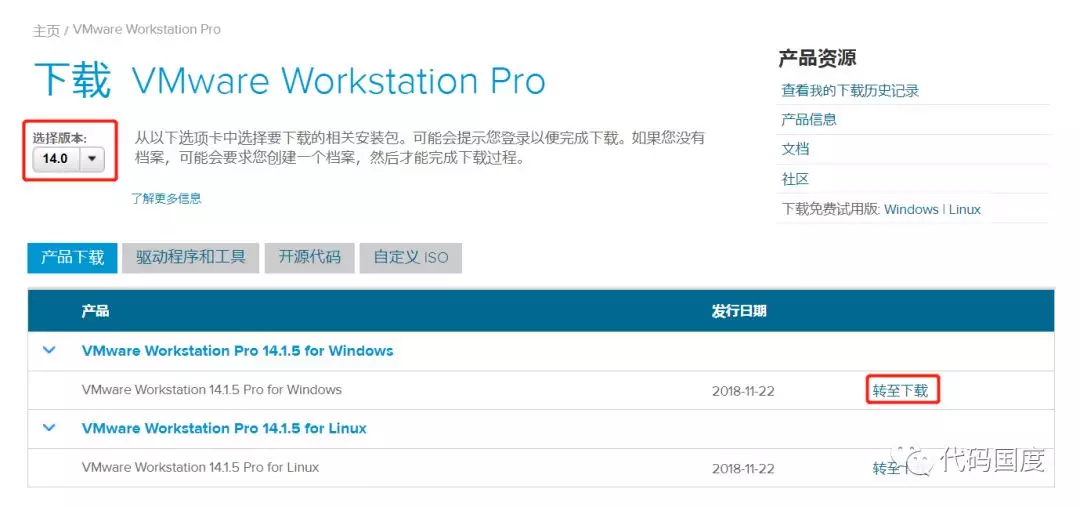 主页 / VMware Workstation Pro
下载 VMware Workstation Pro
选择版本:
14.0
从以下选项卡中选择要下载的相关安装包。可能会提示您登录以便完成下载。如果您没有
档案，可能会要求您创建一个档案，然后才能完成下载过程。
了解更多信息
产品资源
查看我的下载历史记录
产品信息
文档
社区
下载免费试用版: Windows | Linux
产品下载 驱动程序和工具 开源代码 自定义 ISO
产品 发行日期
VMware Workstation Pro 14.1.5 for Windows
VMware Workstation 14.1.5 Pro for Windows 2018-11-22 转至下载
VMware Workstation Pro 14.1.5 for Linux
VMware Workstation 14.1.5 Pro for Linux 2018-11-22 转至
代码国度